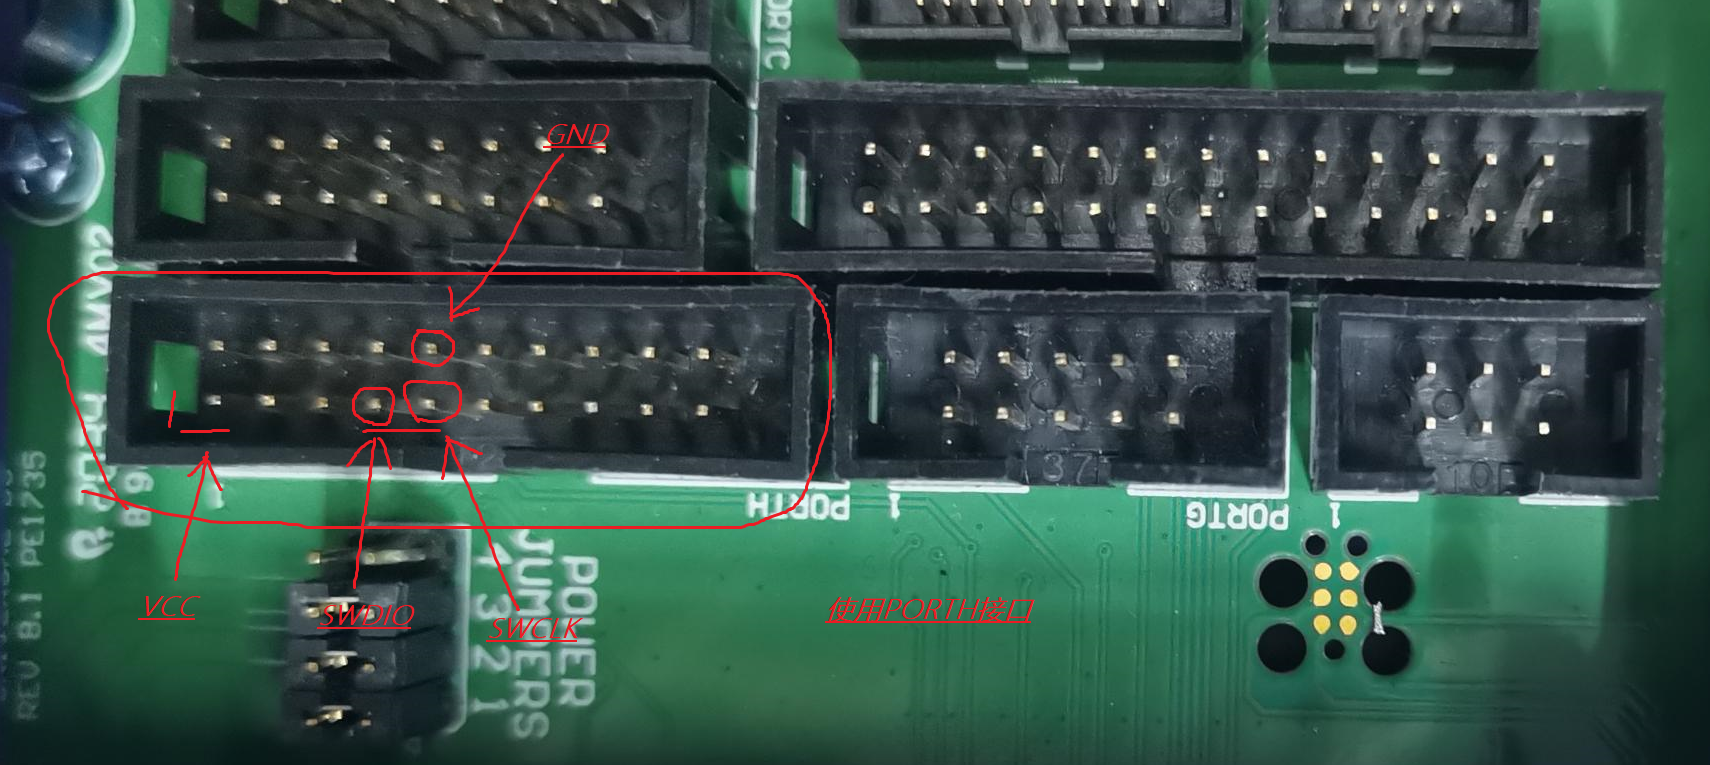 PORTC
GND
1
PORTH
1
PORTG
1
VCC
SWDIO
SWCLK
使用PORTH接口
POWER
JUMPERS
4 3 2 1
REV 8.1 PE1735
37
10